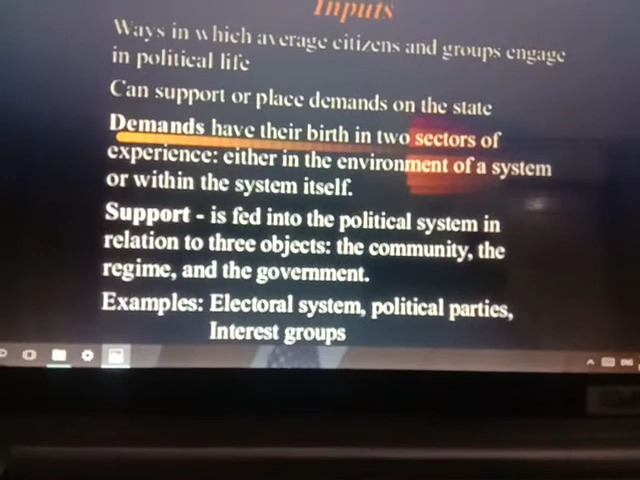 Inputs
Ways in which average citizens and groups engage
in political life
Can support or place demands on the state
Demands have their birth in two sectors of
experience: either in the environment of a system
or within the system itself.
Support - is fed into the political system in
relation to three objects: the community, the
regime, and the government.
Examples: Electoral system, political parties,
Interest groups